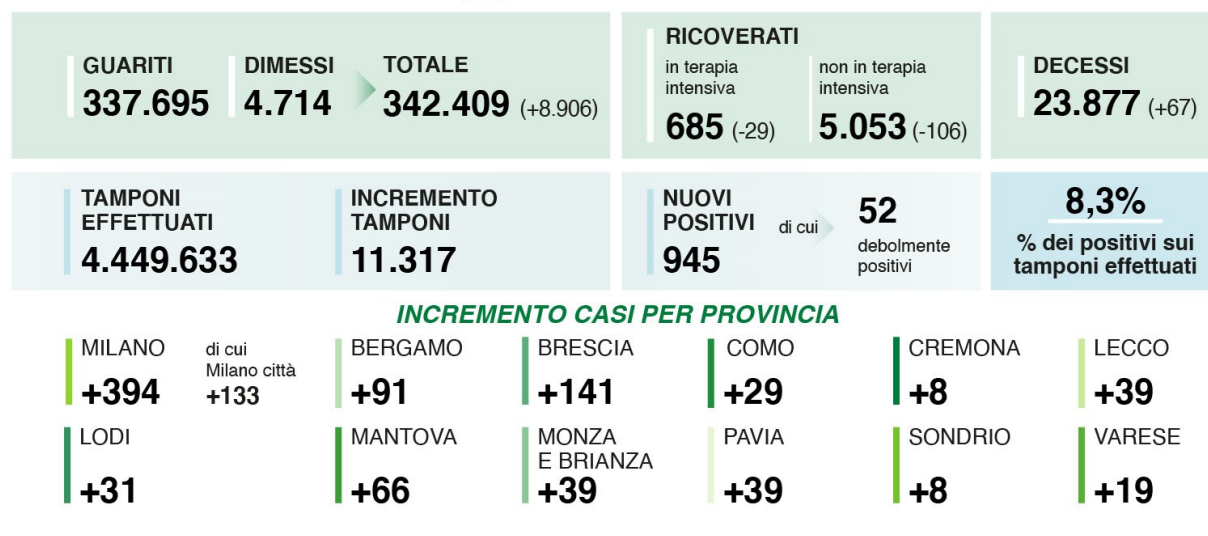 GUARITI
337.695
DIMESSI
4.714
TOTALE
342.409 (+8.906)
RICOVERATI
in terapia
intensiva
685 (-29)
non in terapia
intensiva
5.053 (-106)
DECESSI
23.877 (+67)
TAMPONI
EFFETTUATI
4.449.633
INCREMENTO
TAMPONI
11.317
NUOVI
POSITIVI
945
di cui
52
debolmente
positivi
8,3%
% dei positivi sui
tamponi effettuati
INCREMENTO CASI PER PROVINCIA
MILANO
+394
di cui
Milano città
+133
BERGAMO
+91
BRESCIA
+141
COMO
+29
CREMONA
+8
LECCO
+39
LODI
+31
MANTOVA
+66
MONZA
E BRIANZA
+39
PAVIA
+39
SONDRIO
+8
VARESE
+19